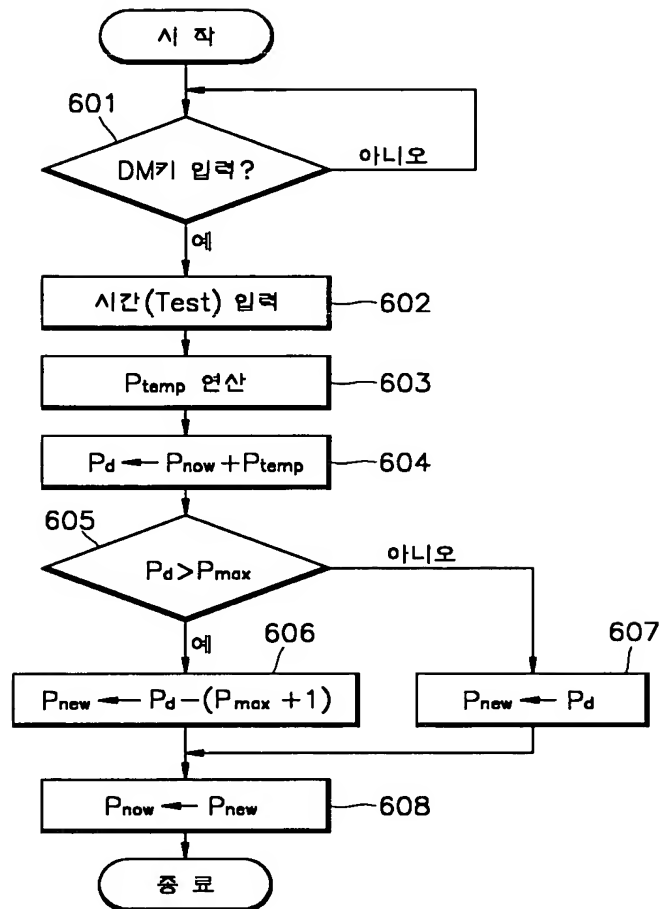 시 작
601
DM키 입력?
아니오
예
시간(Test) 입력
602
Ptemp 연산
603
Pd ← Pnow + Ptemp
604
605
Pd > Pmax
아니오
예
606
Pnew ← Pd - (Pmax + 1)
607
Pnew ← Pd
Pnow ← Pnew
608
종 료